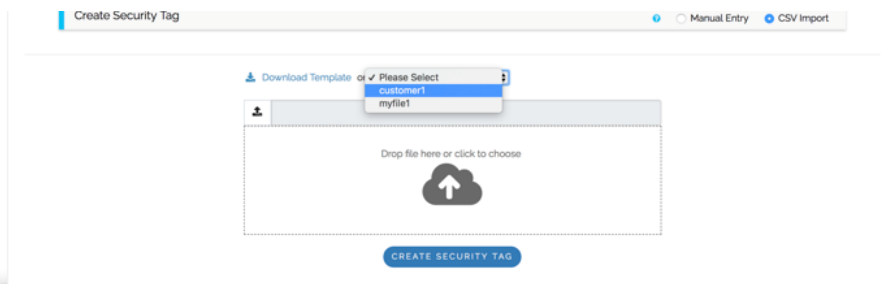 Create Security Tag ? Manual Entry CSV Import
Download Template or ✓ Please Select
customer1
myfile1
Drop file here or click to choose
CREATE SECURITY TAG